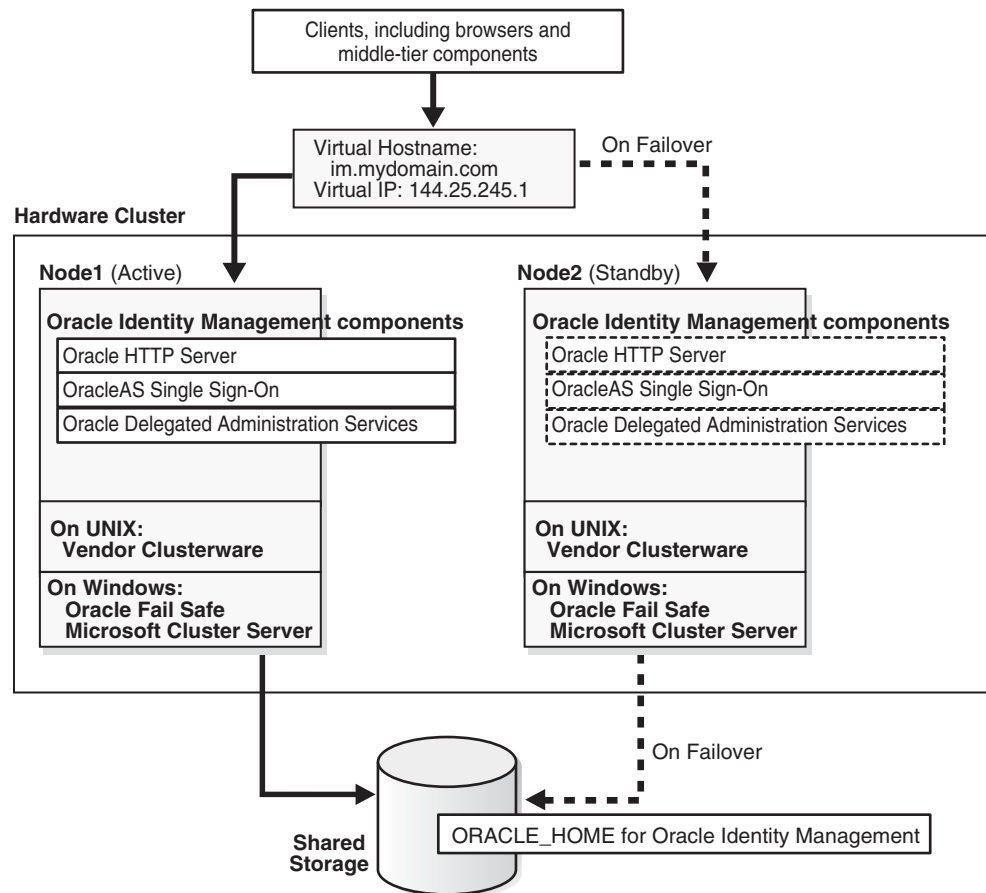 Clients, including browsers and
middle-tier components
Virtual Hostname:
im.mydomain.com
Virtual IP: 144.25.245.1
On Failover
Hardware Cluster
Node1 (Active)
Oracle Identity Management components
Oracle HTTP Server
OracleAS Single Sign-On
Oracle Delegated Administration Services
On UNIX:
Vendor Clusterware
On Windows:
Oracle Fail Safe
Microsoft Cluster Server
Node2 (Standby)
Oracle Identity Management components
Oracle HTTP Server
OracleAS Single Sign-On
Oracle Delegated Administration Services
On UNIX:
Vendor Clusterware
On Windows:
Oracle Fail Safe
Microsoft Cluster Server
On Failover
Shared
Storage
ORACLE_HOME for Oracle Identity Management